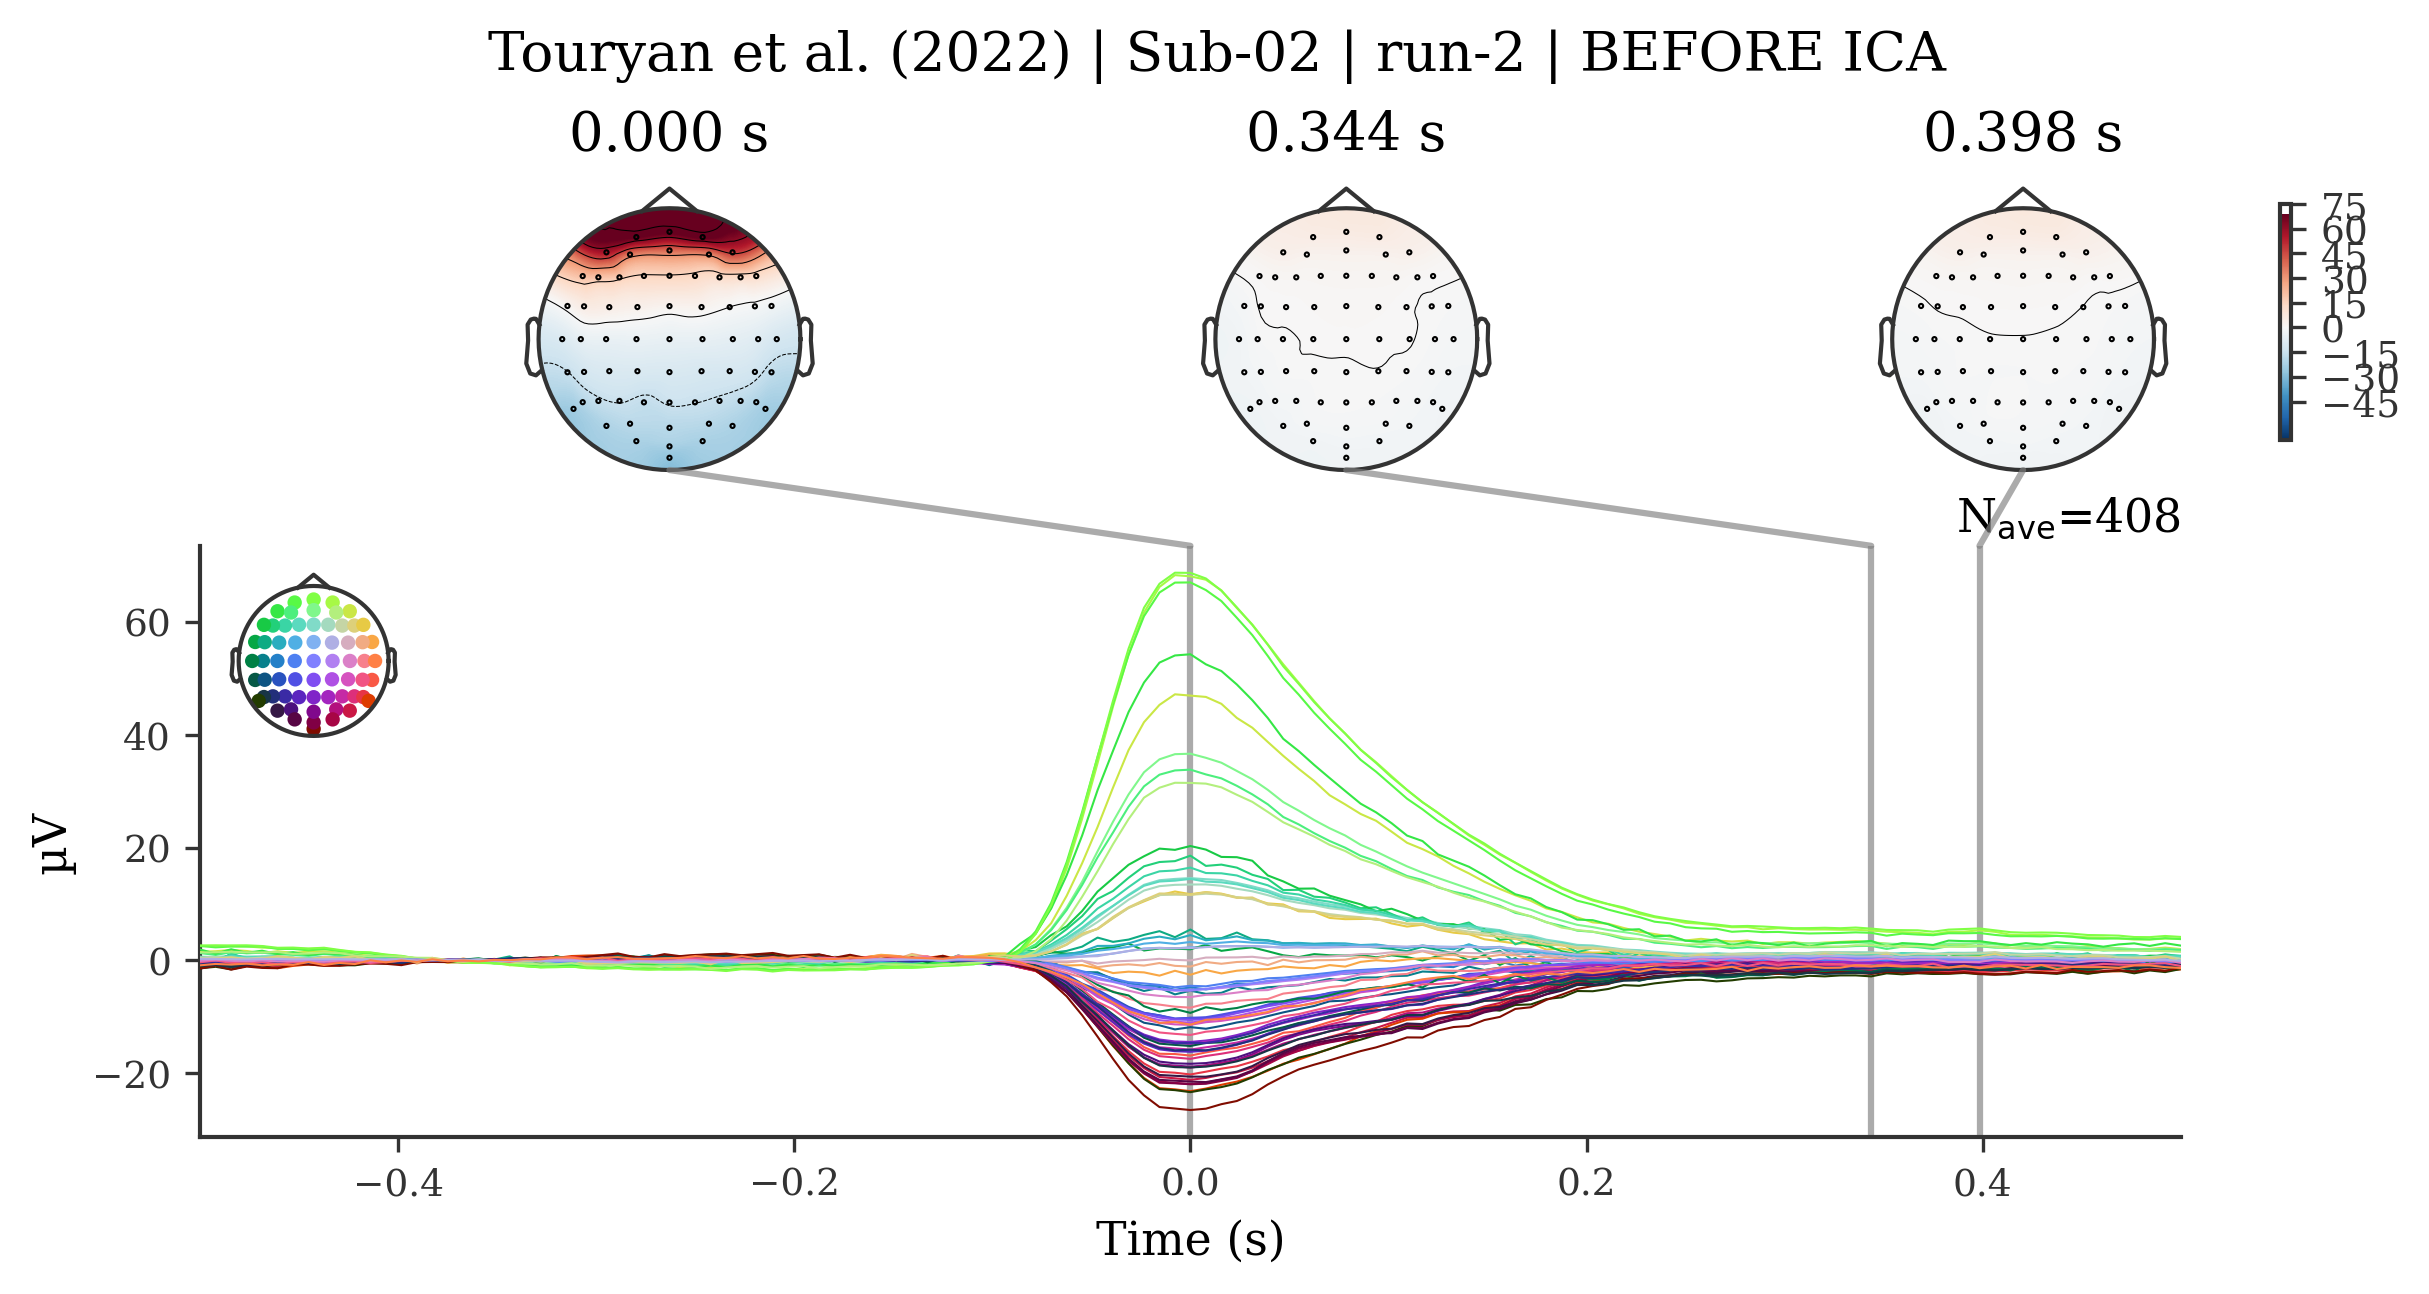 Touryan et al. (2022) | Sub-02 | run-2 | BEFORE ICA
0.000 s
0.344 s
0.398 s
75
60
45
30
15
0
−15
−30
−45
Nave=408
µV
60
40
20
0
−20
−0.4
−0.2
0.0
0.2
0.4
Time (s)